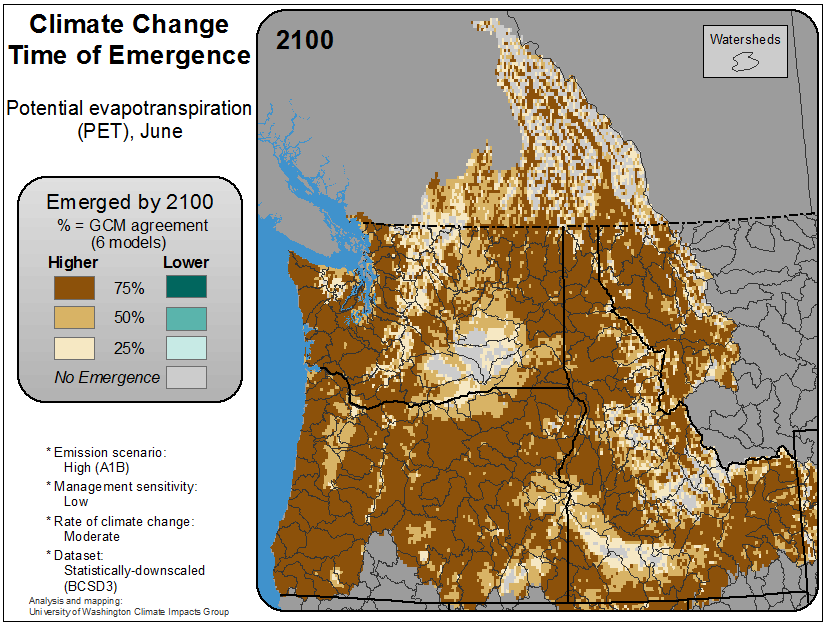 Climate Change
Time of Emergence
Potential evapotranspiration
(PET), June
Emerged by 2100
% = GCM agreement
(6 models)
Higher Lower
75%
50%
25%
No Emergence
* Emission scenario:
High (A1B)
* Management sensitivity:
Low
* Rate of climate change:
Moderate
* Dataset:
Statistically-downscaled
(BCSD3)
Analysis and mapping:
University of Washington Climate Impacts Group
2100
Watersheds